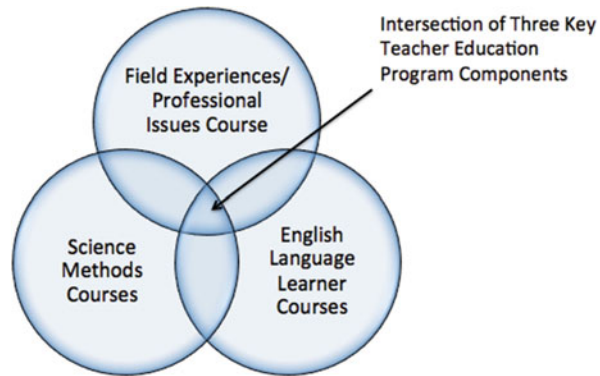 Intersection of Three Key
Teacher Education
Program Components
Field Experiences/
Professional
Issues Course
Science
Methods
Courses
English
Language
Learner
Courses